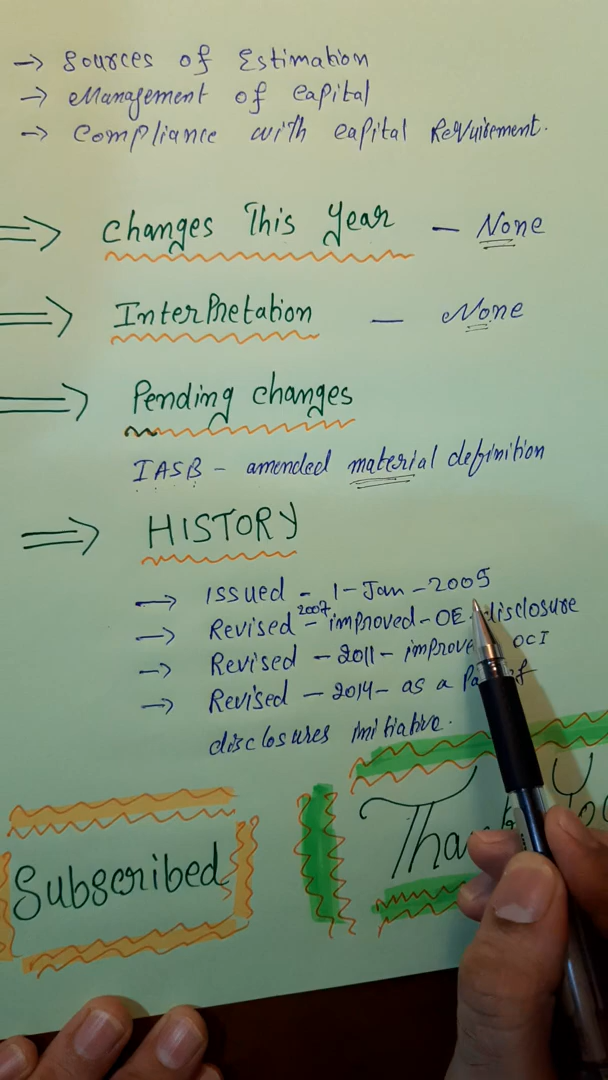 → Sources of Estimation
→ Management of capital
→ Compliance with capital Requirement.
⇒ Changes This Year — None
⇒ Interpretation — None
⇒ Pending changes
IASB - amended material definition
⇒ HISTORY
→ Issued - 1-Jan-2005
→ Revised - 2007 improved - OE disclosure
→ Revised - 2011 - improve OCI
→ Revised - 2014 - as a
disclosures initiative.
Subscribed
Thank You